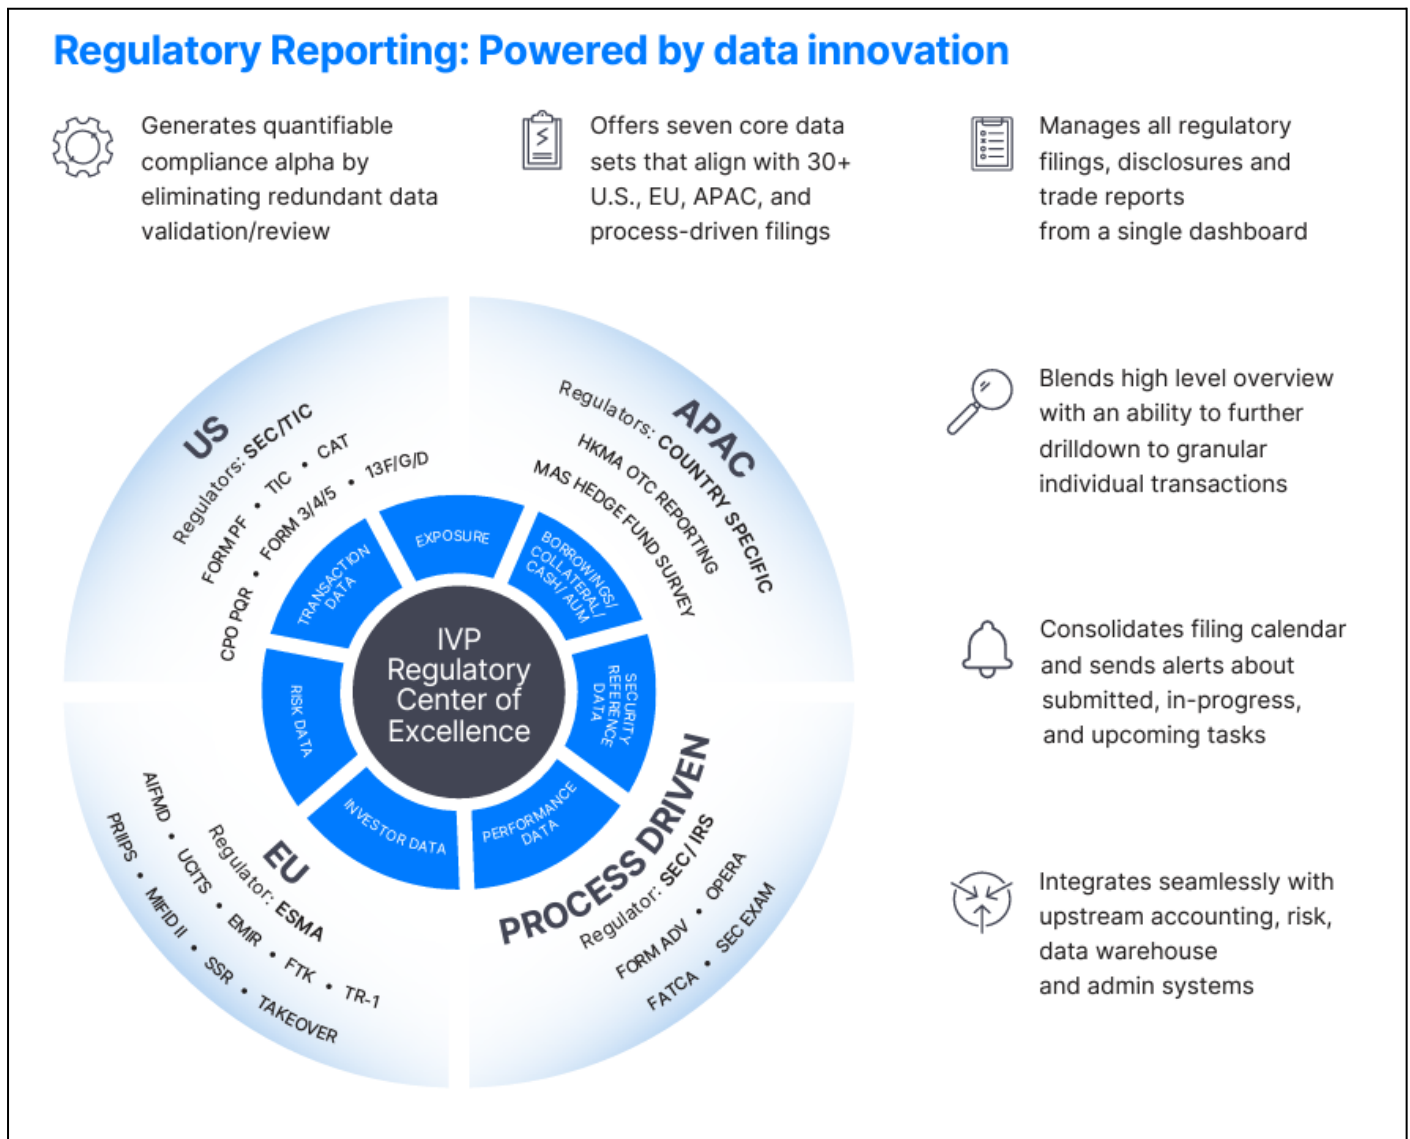 Regulatory Reporting: Powered by data innovation
Generates quantifiable
compliance alpha by
eliminating redundant data
validation/review
Offers seven core data
sets that align with 30+
U.S., EU, APAC, and
process-driven filings
Manages all regulatory
filings, disclosures and
trade reports
from a single dashboard
US
Regulators: SEC/TIC
FORM PF • TIC • CAT
CPO PQR • FORM 3/4/5 • 13F/G/D
APAC
Regulators: COUNTRY SPECIFIC
HKMA OTC REPORTING
MAS HEDGE FUND SURVEY
TRANSACTION
DATA
EXPOSURE
BORROWINGS/
COLLATERAL/
CASH/ AUM
SECURITY
REFERENCE
DATA
PERFORMANCE
DATA
INVESTOR DATA
RISK DATA
IVP
Regulatory
Center of
Excellence
EU
Regulator: ESMA
AIFMD • UCITS • EMIR • FTK • TR-1
PRIIPS • MIFID II • SSR • TAKEOVER
PROCESS DRIVEN
Regulator: SEC/ IRS
FORM ADV • OPERA
FATCA • SEC EXAM
Blends high level overview
with an ability to further
drilldown to granular
individual transactions
Consolidates filing calendar
and sends alerts about
submitted, in-progress,
and upcoming tasks
Integrates seamlessly with
upstream accounting, risk,
data warehouse
and admin systems